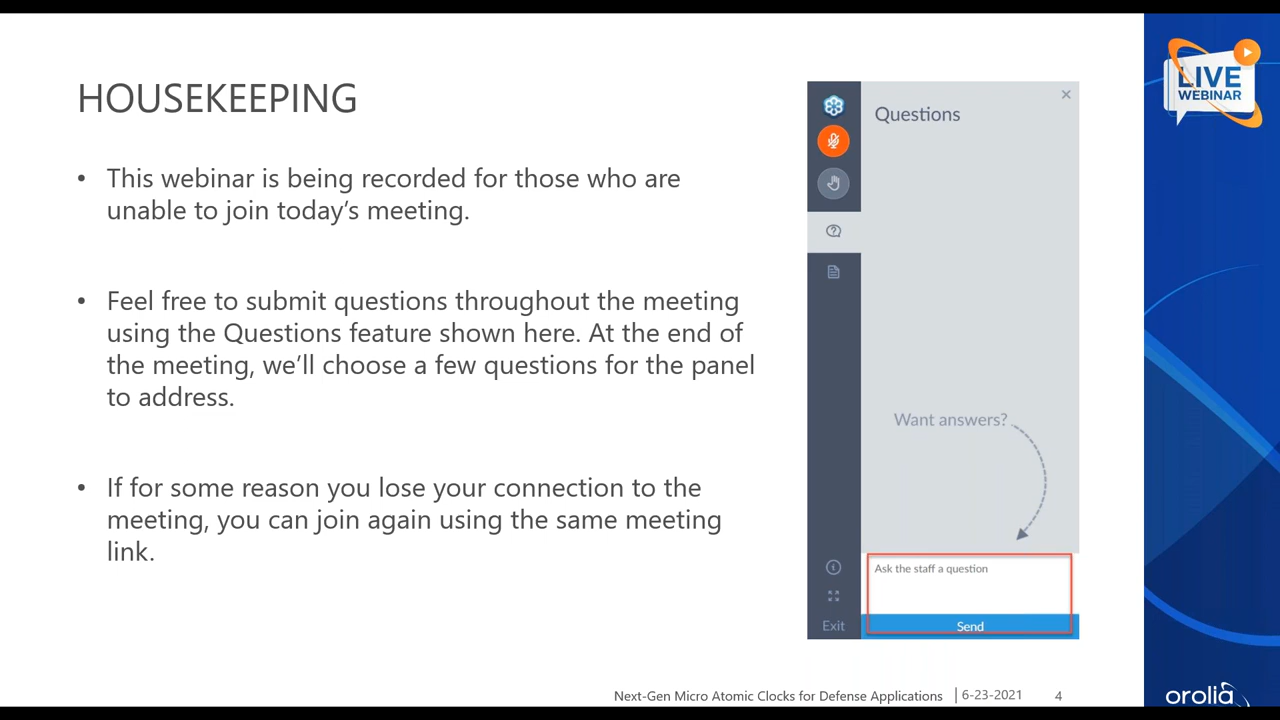 HOUSEKEEPING
• This webinar is being recorded for those who are
unable to join today's meeting.
• Feel free to submit questions throughout the meeting
using the Questions feature shown here. At the end of
the meeting, we'll choose a few questions for the panel
to address.
• If for some reason you lose your connection to the
meeting, you can join again using the same meeting
link.
Questions
Want answers?
Ask the staff a question
Send
Exit
LIVE
WEBINAR
Next-Gen Micro Atomic Clocks for Defense Applications | 6-23-2021 4
orolia